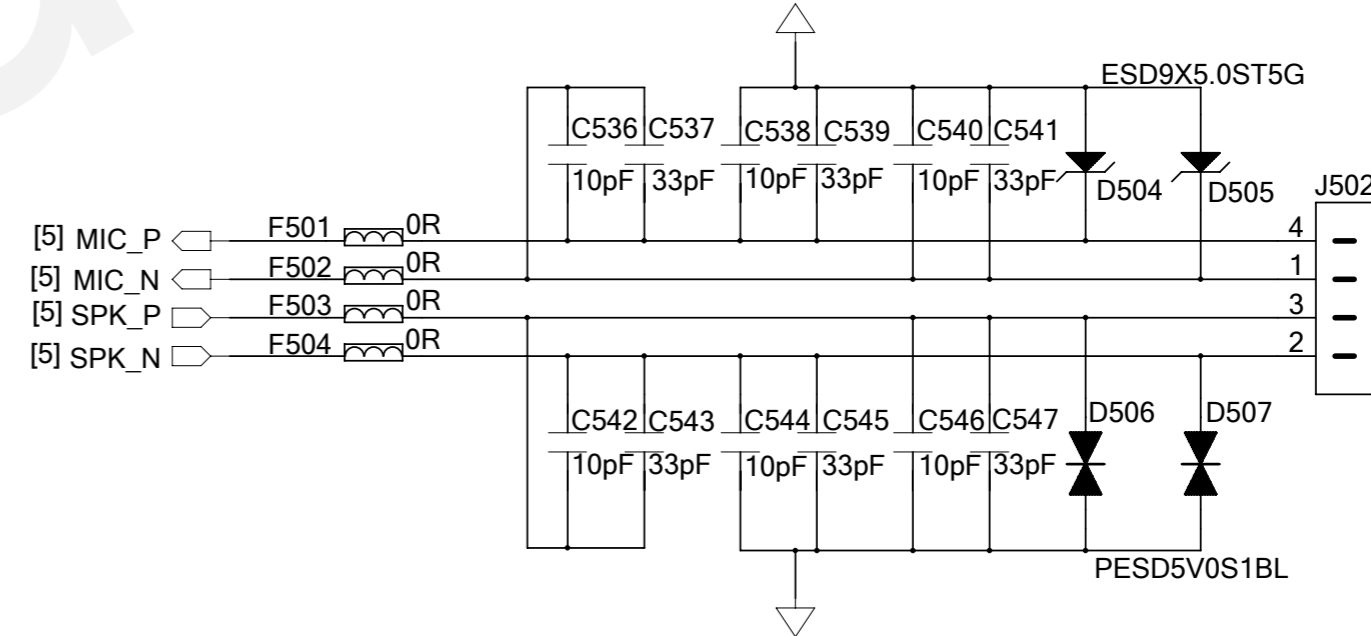 ESD9X5.0ST5G
C536 C537 C538 C539 C540 C541
10pF 33pF 10pF 33pF 10pF 33pF
D504 D505
J502
[5] MIC_P F501 0R 4
[5] MIC_N F502 0R 1
[5] SPK_P F503 0R 3
[5] SPK_N F504 0R 2
C542 C543 C544 C545 C546 C547 D506 D507
10pF 33pF 10pF 33pF 10pF 33pF
PESD5V0S1BL